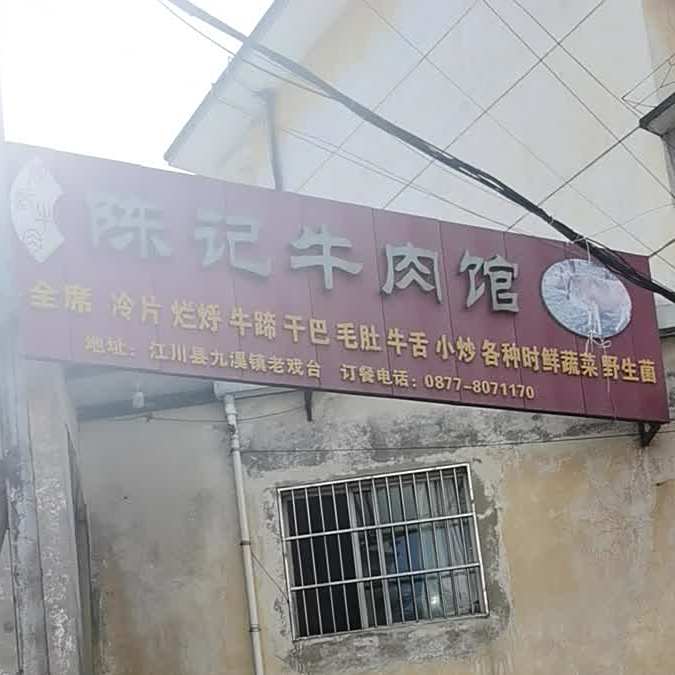 陈记牛肉馆
全席 冷片 烂烀 牛蹄 干巴 毛肚 牛舌 小炒 各种时鲜蔬菜 野生菌
地址：江川县九溪镇老戏台 订餐电话：0877-8071170